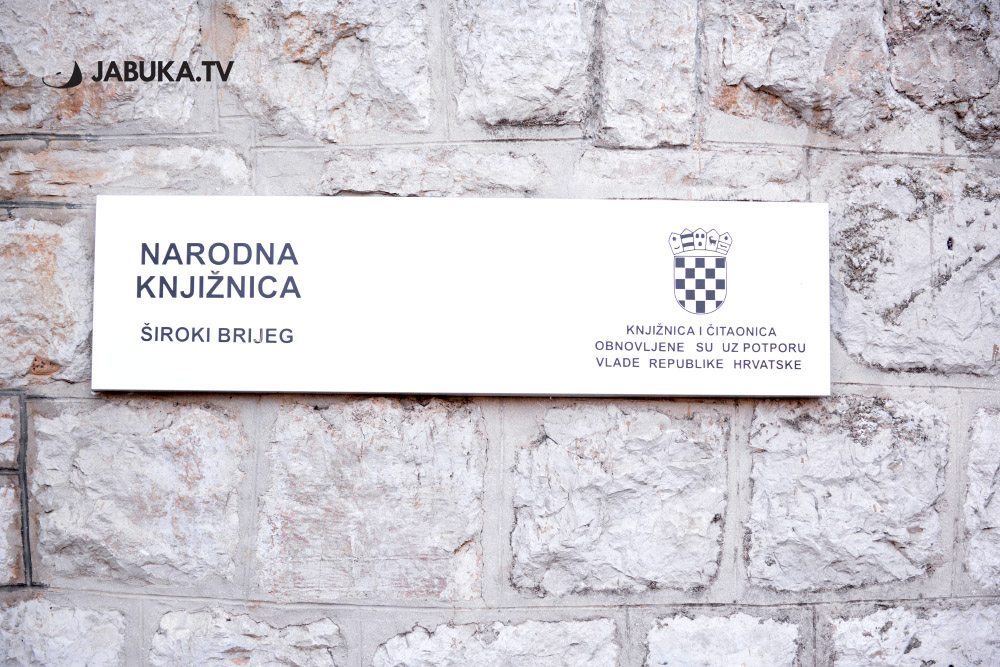 JABUKA.TV
NARODNA
KNJIŽNICA
ŠIROKI BRIJEG
KNJIŽNICA I ČITAONICA
OBNOVLJENE SU UZ POTPORU
VLADE REPUBLIKE HRVATSKE